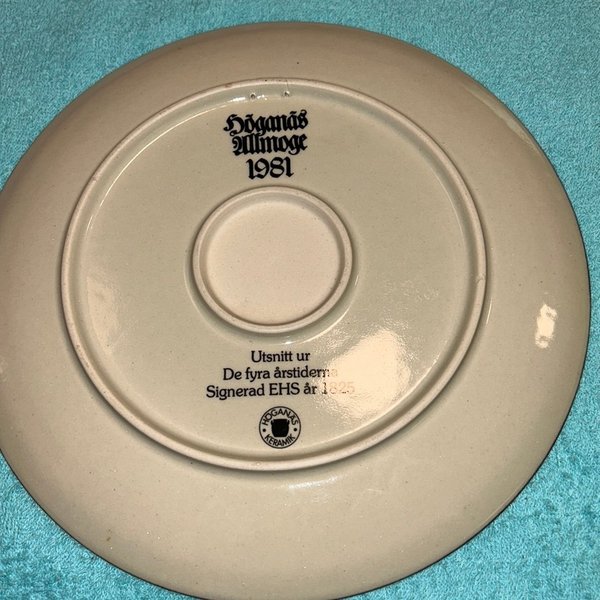 Höganäs
Allmoge
1981
Utsnitt ur
De fyra årstiderna
Signerad EHS år 1825
HÖGANÄS
KERAMIK